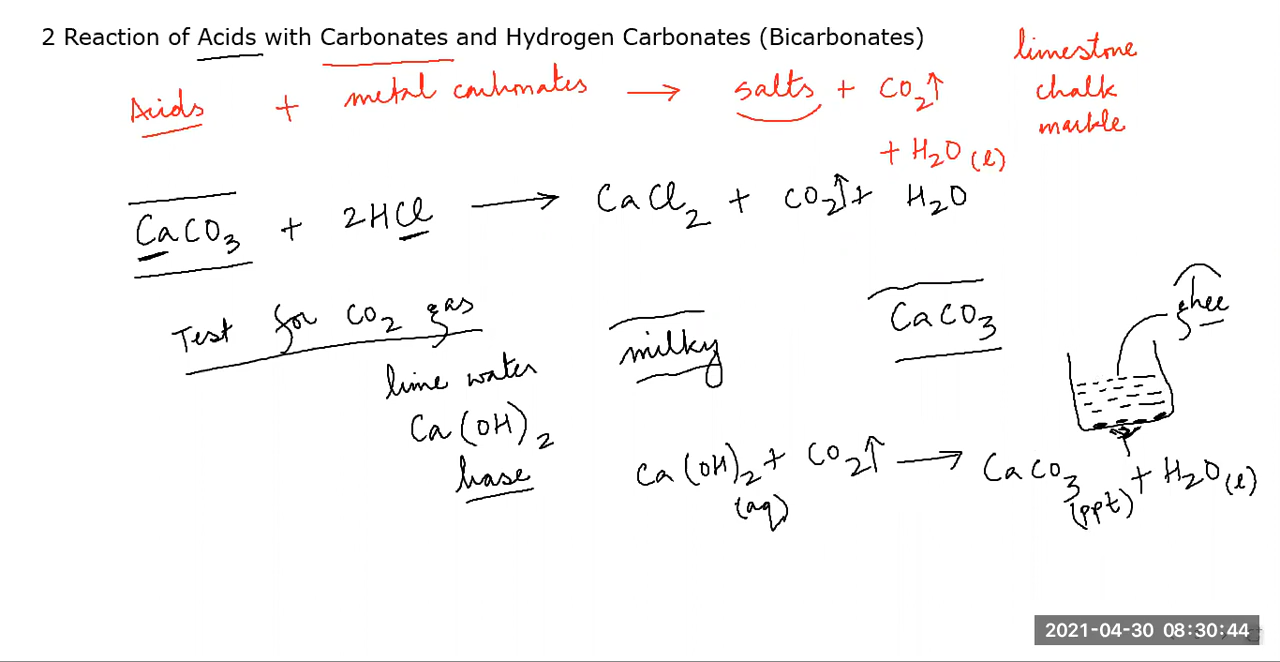 2 Reaction of Acids with Carbonates and Hydrogen Carbonates (Bicarbonates)
limestone
chalk
marble
Acids + metal carbonates → salts + CO₂↑
+ H₂O (l)
CaCO₃ + 2HCl → CaCl₂ + CO₂↑ + H₂O
Test for CO₂ gas
lime water
Ca(OH)₂
base
milky
CaCO₃
ghee
Ca(OH)₂ + CO₂↑ → CaCO₃ + H₂O (l)
(aq) (ppt)
2021-04-30 08:30:44